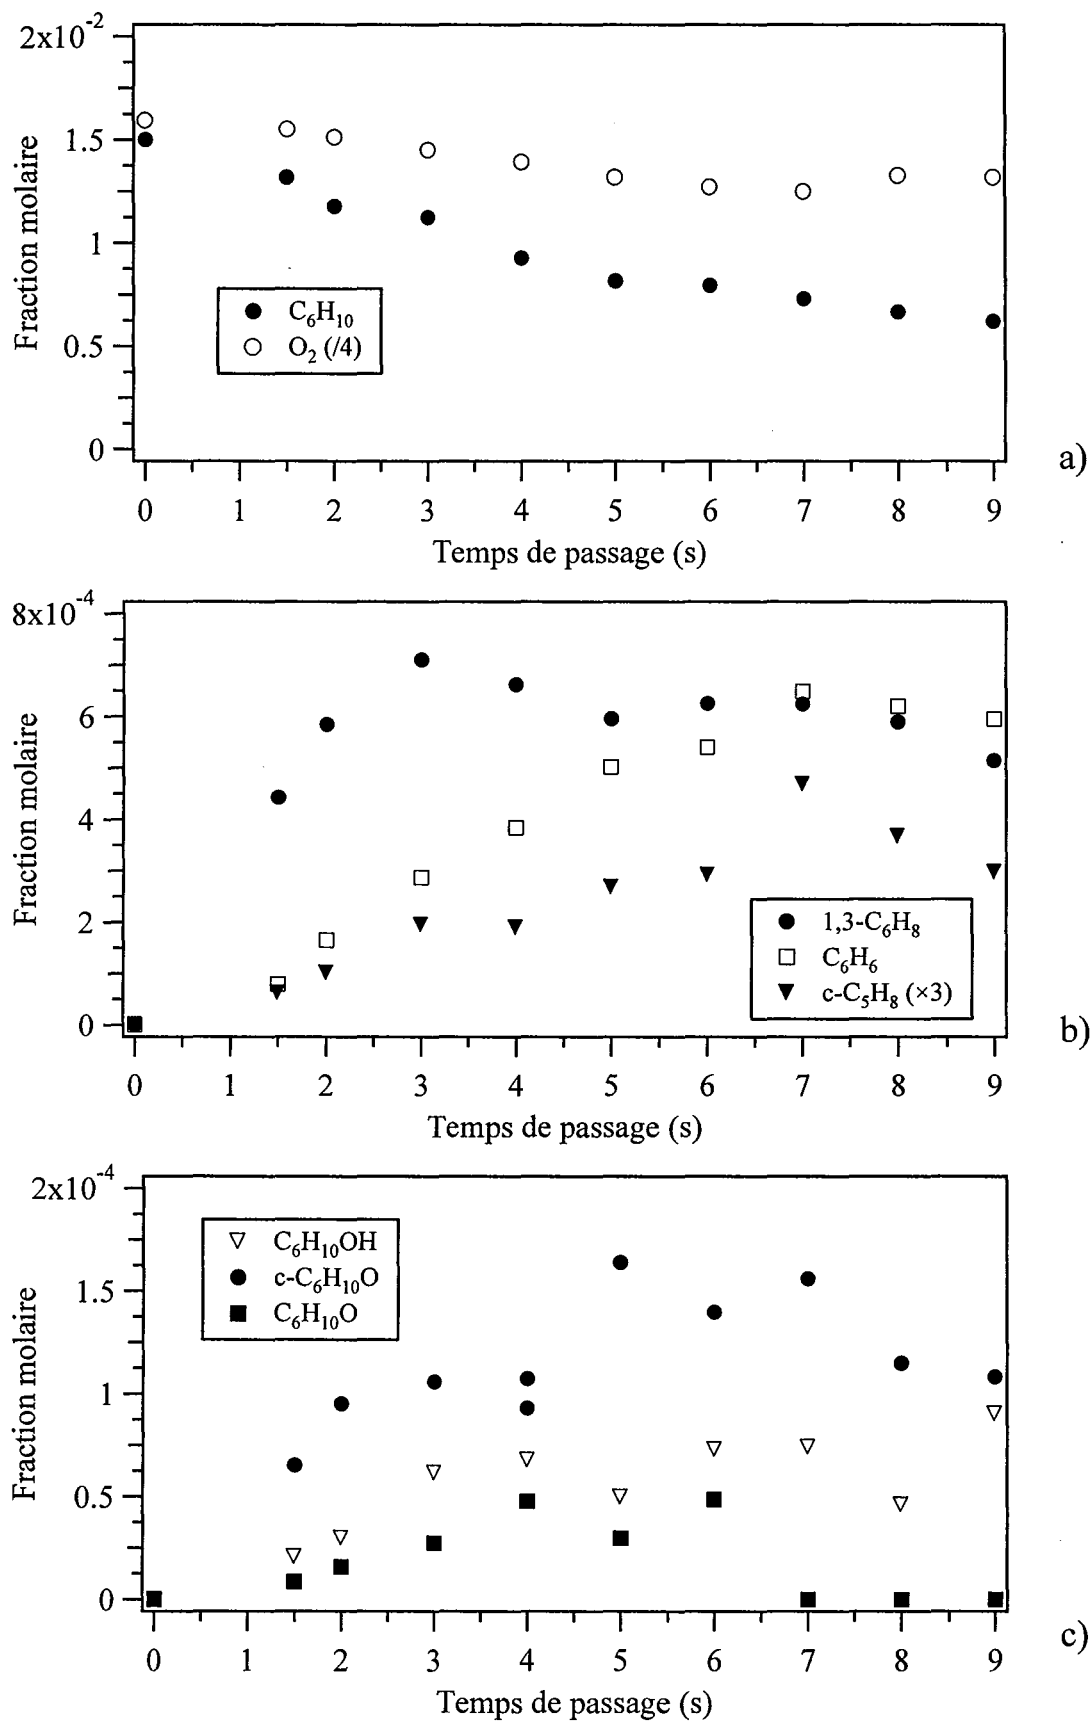 2x10-2
1.5
1
0.5
0
Fraction molaire
C6H10
O2 (/4)
0 1 2 3 4 5 6 7 8 9
Temps de passage (s)
a)
8x10-4
6
4
2
0
Fraction molaire
1,3-C6H8
C6H6
c-C5H8 (×3)
0 1 2 3 4 5 6 7 8 9
Temps de passage (s)
b)
2x10-4
1.5
1
0.5
0
Fraction molaire
C6H10OH
c-C6H10O
C6H10O
0 1 2 3 4 5 6 7 8 9
Temps de passage (s)
c)